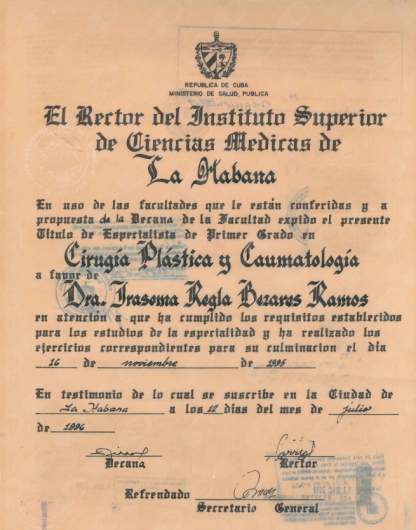 REPUBLICA DE CUBA
MINISTERIO DE SALUD PUBLICA
El Rector del Instituto Superior
de Ciencias Medicas de
La Habana
En uso de las facultades que le están conferidas y a
propuesta de la Decana de la Facultad expido el presente
Título de Especialista de Primer Grado en
Cirugía Plástica y Caumatología
a favor de
Dra. Irasema Regla Bezares Ramos
en atención a que ha cumplido los requisitos establecidos
para los estudios de la especialidad y ha realizado los
ejercicios correspondientes para su culminacion el día
16 de noviembre de 1995
En testimonio de lo cual se suscribe en la Ciudad de
La Habana a los 12 días del mes de julio
de 1996
Decana Rector
Refrendado
Secretario General